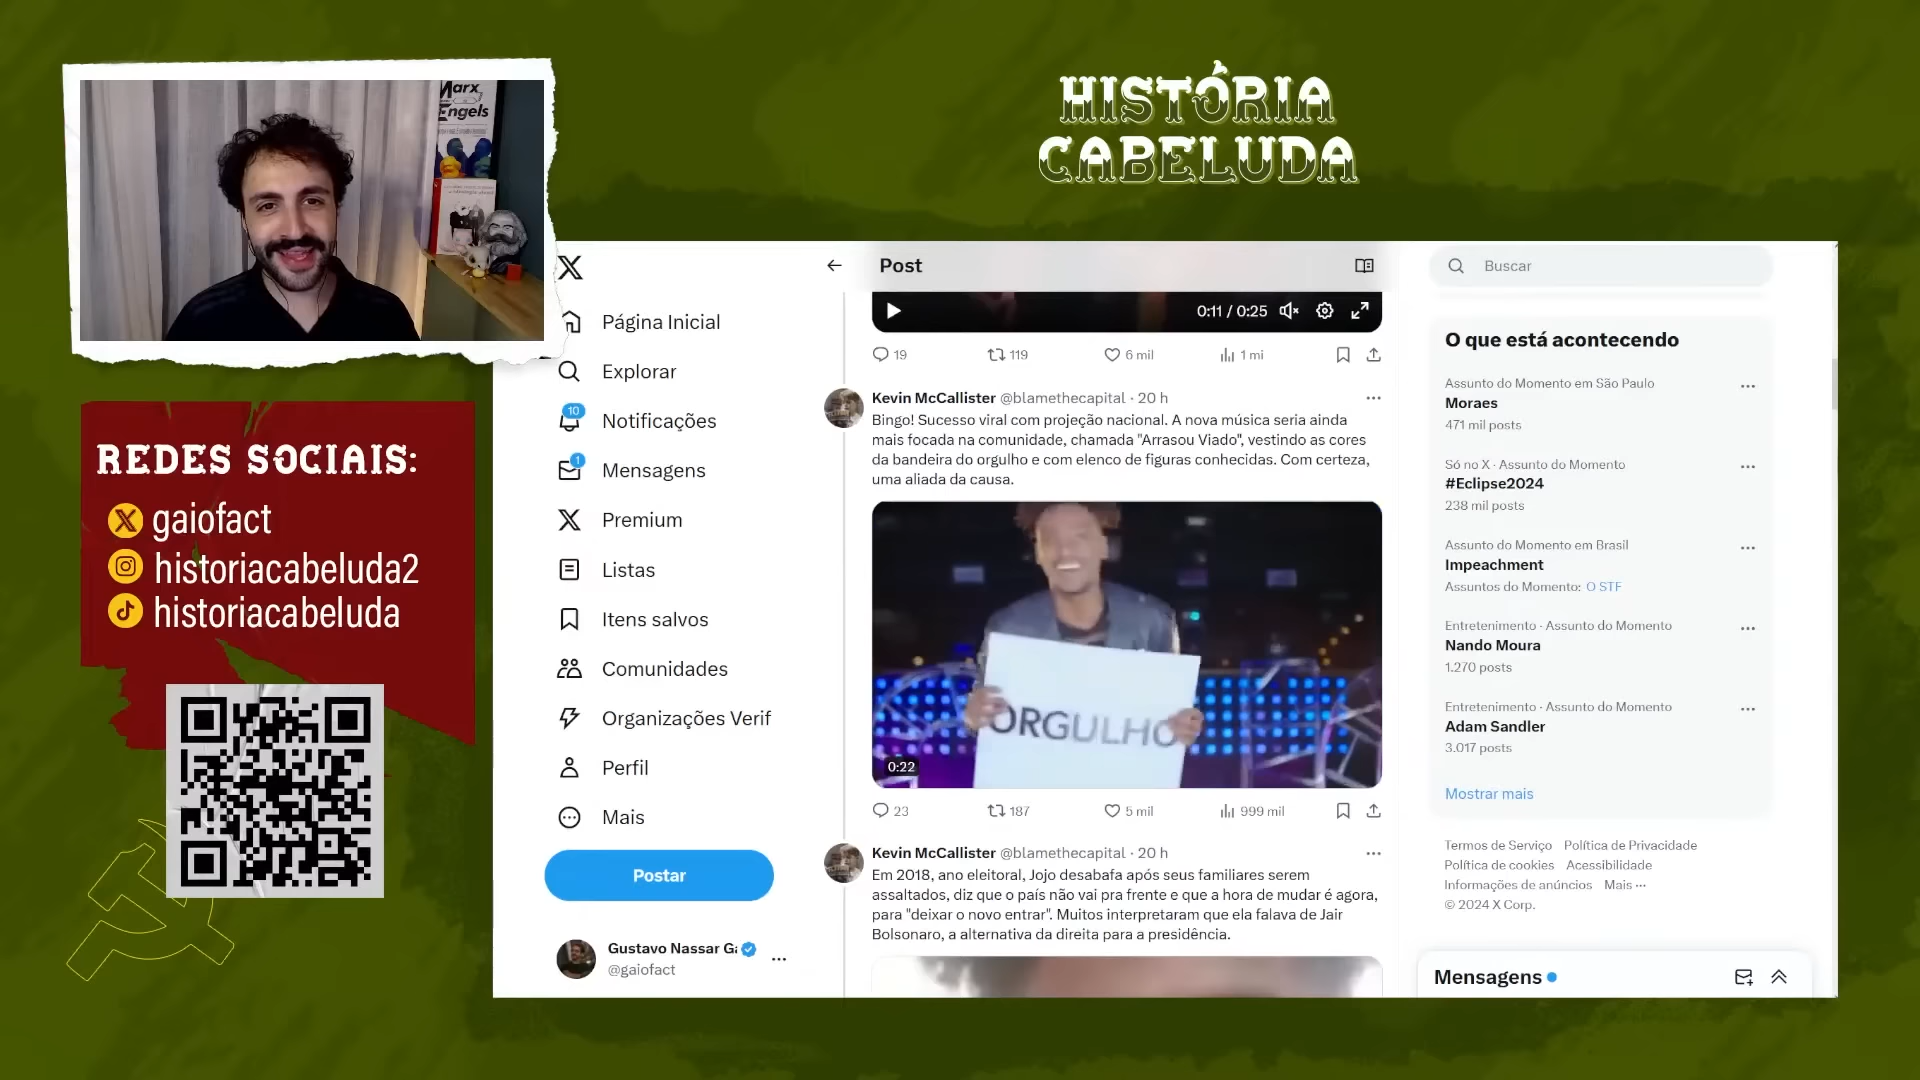 HISTÓRIA
CABELUDA
Marx
Engels
REDES SOCIAIS:
gaiofact
historiacabeluda2
historiacabeluda
Página Inicial
Explorar
10
Notificações
1
Mensagens
Premium
Listas
Itens salvos
Comunidades
Organizações Verif
Perfil
Mais
Postar
Gustavo Nassar Ga
@gaiofact
Post
0:11 / 0:25
19 119 6 mil 1 mi
Kevin McCallister @blamethecapital · 20 h
Bingo! Sucesso viral com projeção nacional. A nova música seria ainda
mais focada na comunidade, chamada "Arrasou Viado", vestindo as cores
da bandeira do orgulho e com elenco de figuras conhecidas. Com certeza,
uma aliada da causa.
ORGULHO
0:22
23 187 5 mil 999 mil
Kevin McCallister @blamethecapital · 20 h
Em 2018, ano eleitoral, Jojo desabafa após seus familiares serem
assaltados, diz que o país não vai pra frente e que a hora de mudar é agora,
para "deixar o novo entrar". Muitos interpretaram que ela falava de Jair
Bolsonaro, a alternativa da direita para a presidência.
Buscar
O que está acontecendo
Assunto do Momento em São Paulo
Moraes
471 mil posts
Só no X · Assunto do Momento
#Eclipse2024
238 mil posts
Assunto do Momento em Brasil
Impeachment
Assuntos do Momento: O STF
Entretenimento · Assunto do Momento
Nando Moura
1.270 posts
Entretenimento · Assunto do Momento
Adam Sandler
3.017 posts
Mostrar mais
Termos de Serviço Política de Privacidade
Política de cookies Acessibilidade
Informações de anúncios Mais ···
© 2024 X Corp.
Mensagens